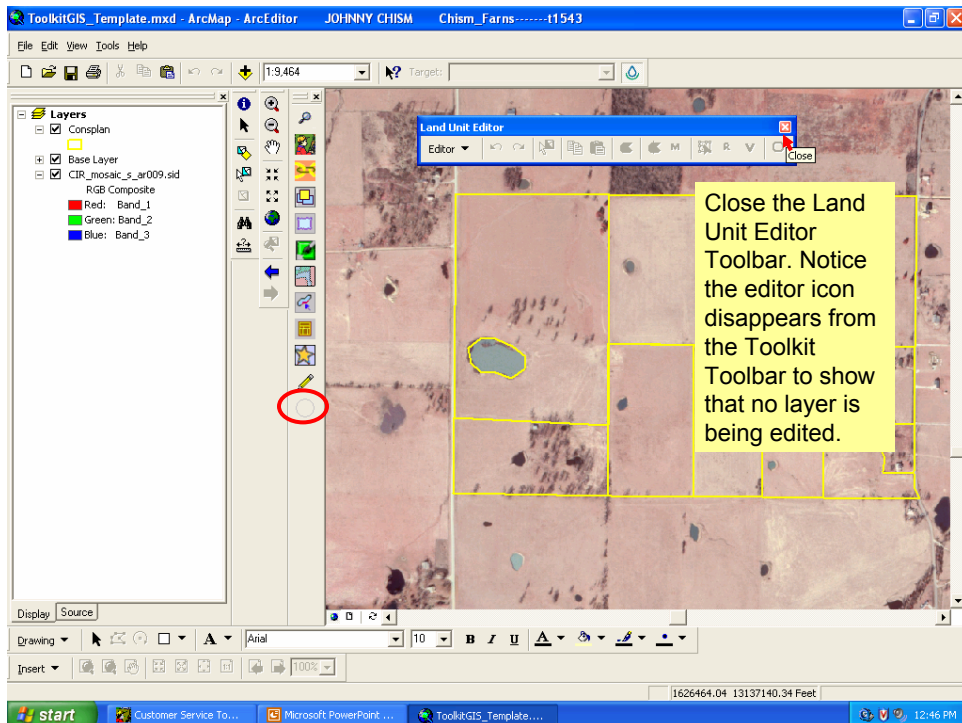 ToolkitGIS_Template.mxd - ArcMap - ArcEditor JOHNNY CHISM Chism_Farns-------t1543
File Edit View Tools Help
1:9,464 Target:
Layers
Consplan
Base Layer
CIR_mosaic_s_ar009.sid
RGB Composite
Red: Band_1
Green: Band_2
Blue: Band_3
Land Unit Editor
Editor M R V
Close
Close the Land
Unit Editor
Toolbar. Notice
the editor icon
disappears from
the Toolkit
Toolbar to show
that no layer is
being edited.
Display Source
Drawing A Arial 10 B I U A
Insert 100%
1626464.04 13137140.34 Feet
start Customer Service To... Microsoft PowerPoint ... ToolkitGIS_Template.... 12:46 PM